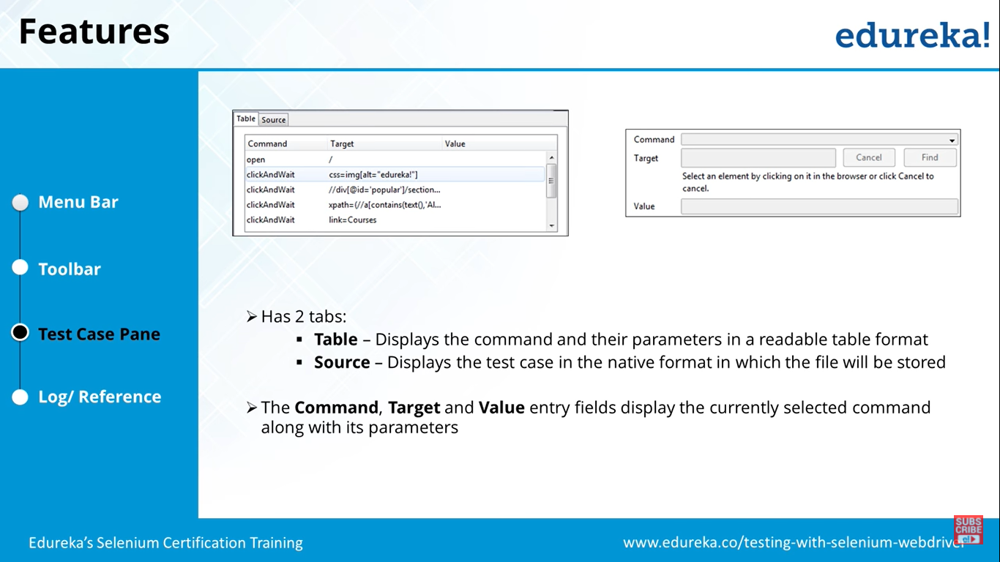 Features
edureka!
Menu Bar
Toolbar
Test Case Pane
Log/ Reference
Table Source
Command Target Value
open /
clickAndWait css=img[alt="edureka!"]
clickAndWait //div[@id='popular']/section...
clickAndWait xpath=(//a[contains(text(),'Al...
clickAndWait link=Courses
Command
Target Cancel Find
Select an element by clicking on it in the browser or click Cancel to
cancel.
Value
➢ Has 2 tabs:
▪ Table – Displays the command and their parameters in a readable table format
▪ Source – Displays the test case in the native format in which the file will be stored
➢ The Command, Target and Value entry fields display the currently selected command
along with its parameters
Edureka's Selenium Certification Training
www.edureka.co/testing-with-selenium-webdriver
SUBS
CRIBE
e!